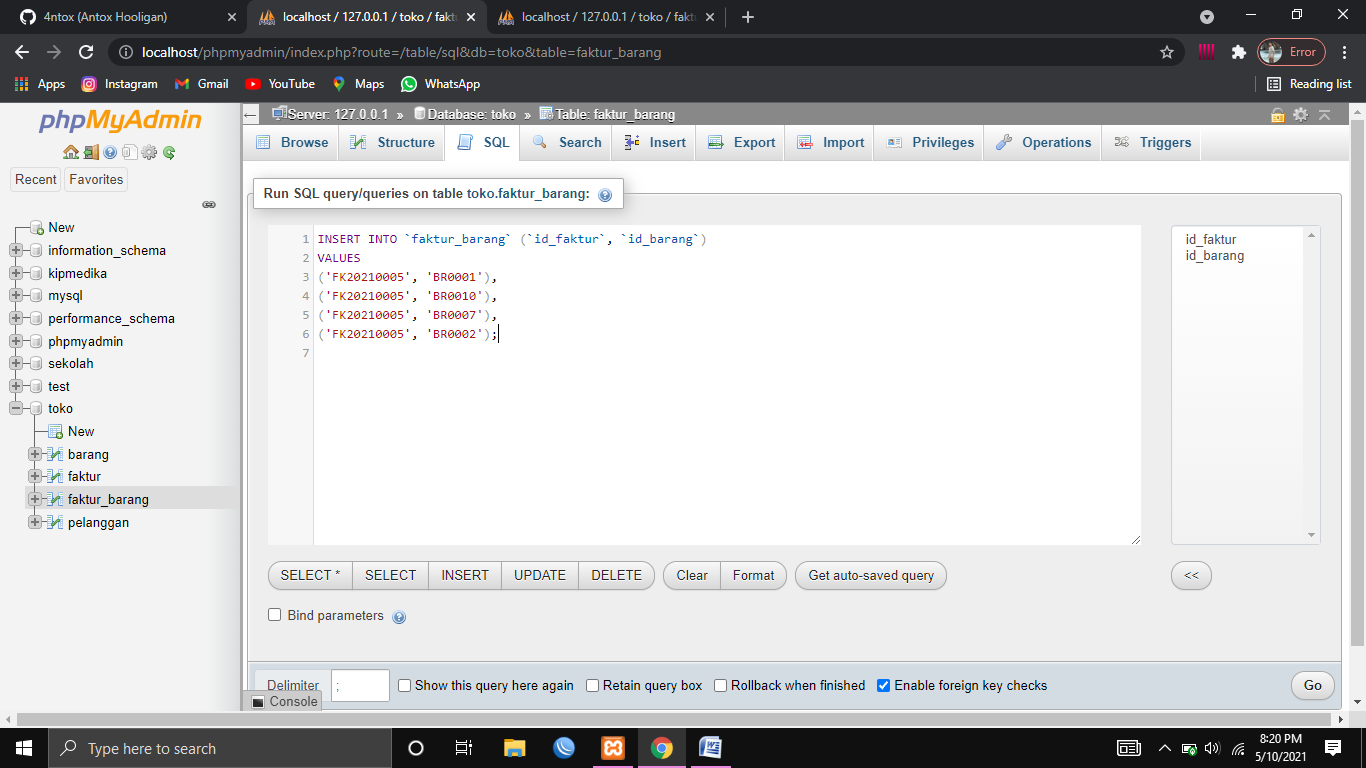 4ntox (Antox Hooligan)
localhost / 127.0.0.1 / toko / fakt
localhost / 127.0.0.1 / toko / fakt
localhost/phpmyadmin/index.php?route=/table/sql&db=toko&table=faktur_barang
Error
Apps Instagram Gmail YouTube Maps WhatsApp Reading list
phpMyAdmin
Recent Favorites
New
information_schema
kipmedika
mysql
performance_schema
phpmyadmin
sekolah
test
toko
New
barang
faktur
faktur_barang
pelanggan
Server: 127.0.0.1 » Database: toko » Table: faktur_barang
Browse Structure SQL Search Insert Export Import Privileges Operations Triggers
Run SQL query/queries on table toko.faktur_barang:
1 INSERT INTO `faktur_barang` (`id_faktur`, `id_barang`)
2 VALUES
3 ('FK20210005', 'BR0001'),
4 ('FK20210005', 'BR0010'),
5 ('FK20210005', 'BR0007'),
6 ('FK20210005', 'BR0002');
7
id_faktur
id_barang
SELECT * SELECT INSERT UPDATE DELETE Clear Format Get auto-saved query <<
Bind parameters
Delimiter ; Show this query here again Retain query box Rollback when finished Enable foreign key checks Go
Console
Type here to search
8:20 PM
5/10/2021